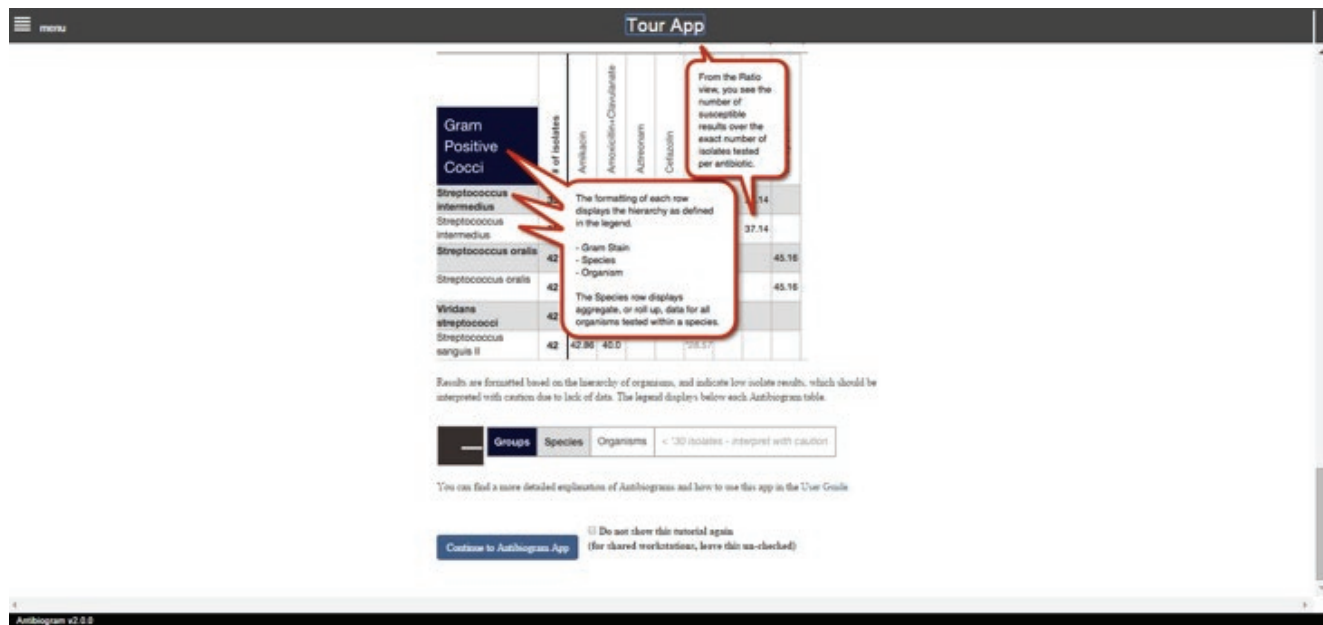 menu
Tour App
From the Ratio
view, you see the
number of
susceptible
results over the
exact number of
isolates tested
per antibiotic.
Gram
Positive
Cocci
# of isolates
Amikacin
Amoxicillin+Clavulanate
Aztreonam
Cefazolin
The formatting of each row
displays the hierarchy as defined
in the legend.
- Gram Stain
- Species
- Organism
The Species row displays
aggregate, or roll up, data for all
organisms tested within a species.
Streptococcus
intermedius
Streptococcus
intermedius
37.14
Streptococcus oralis
42 45.16
Streptococcus oralis
42 45.16
Viridans
streptococci
42
Streptococcus
sanguis II
42 42.86 40.0 *28.57
Results are formatted based on the hierarchy of organisms, and indicate low isolate results, which should be
interpreted with caution due to lack of data. The legend displays below each Antibiogram table.
Groups Species Organisms < *30 isolates - interpret with caution
You can find a more detailed explanation of Antibiograms and how to use this app in the User Guide
Continue to Antibiogram App
Do not show this tutorial again
(for shared workstations, leave this un-checked)
Antibiogram v2.0.0